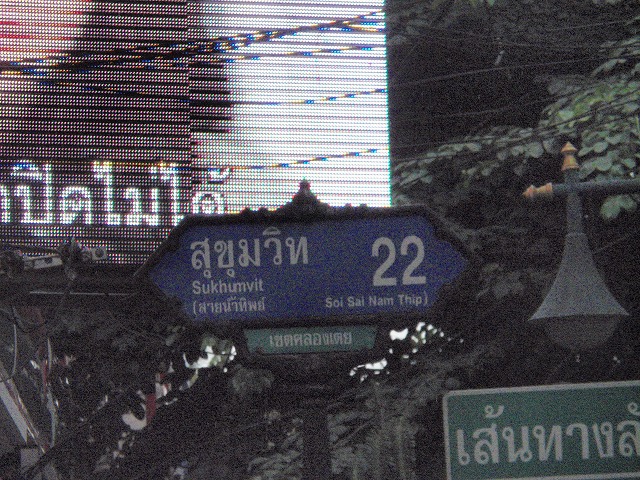 ปิดไม่ได้
สุขุมวิท 22
Sukhumvit
(สายน้ำทิพย์ Soi Sai Nam Thip)
เขตคลองเตย
เส้นทางลั